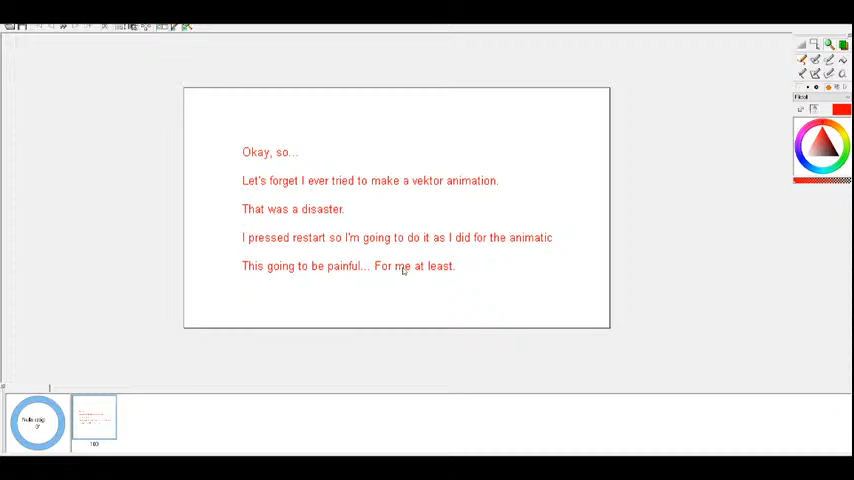 Okay, so...
Let's forget I ever tried to make a vektor animation.
That was a disaster.
I pressed restart so I'm going to do it as I did for the animatic
This going to be painful... For me at least.
100